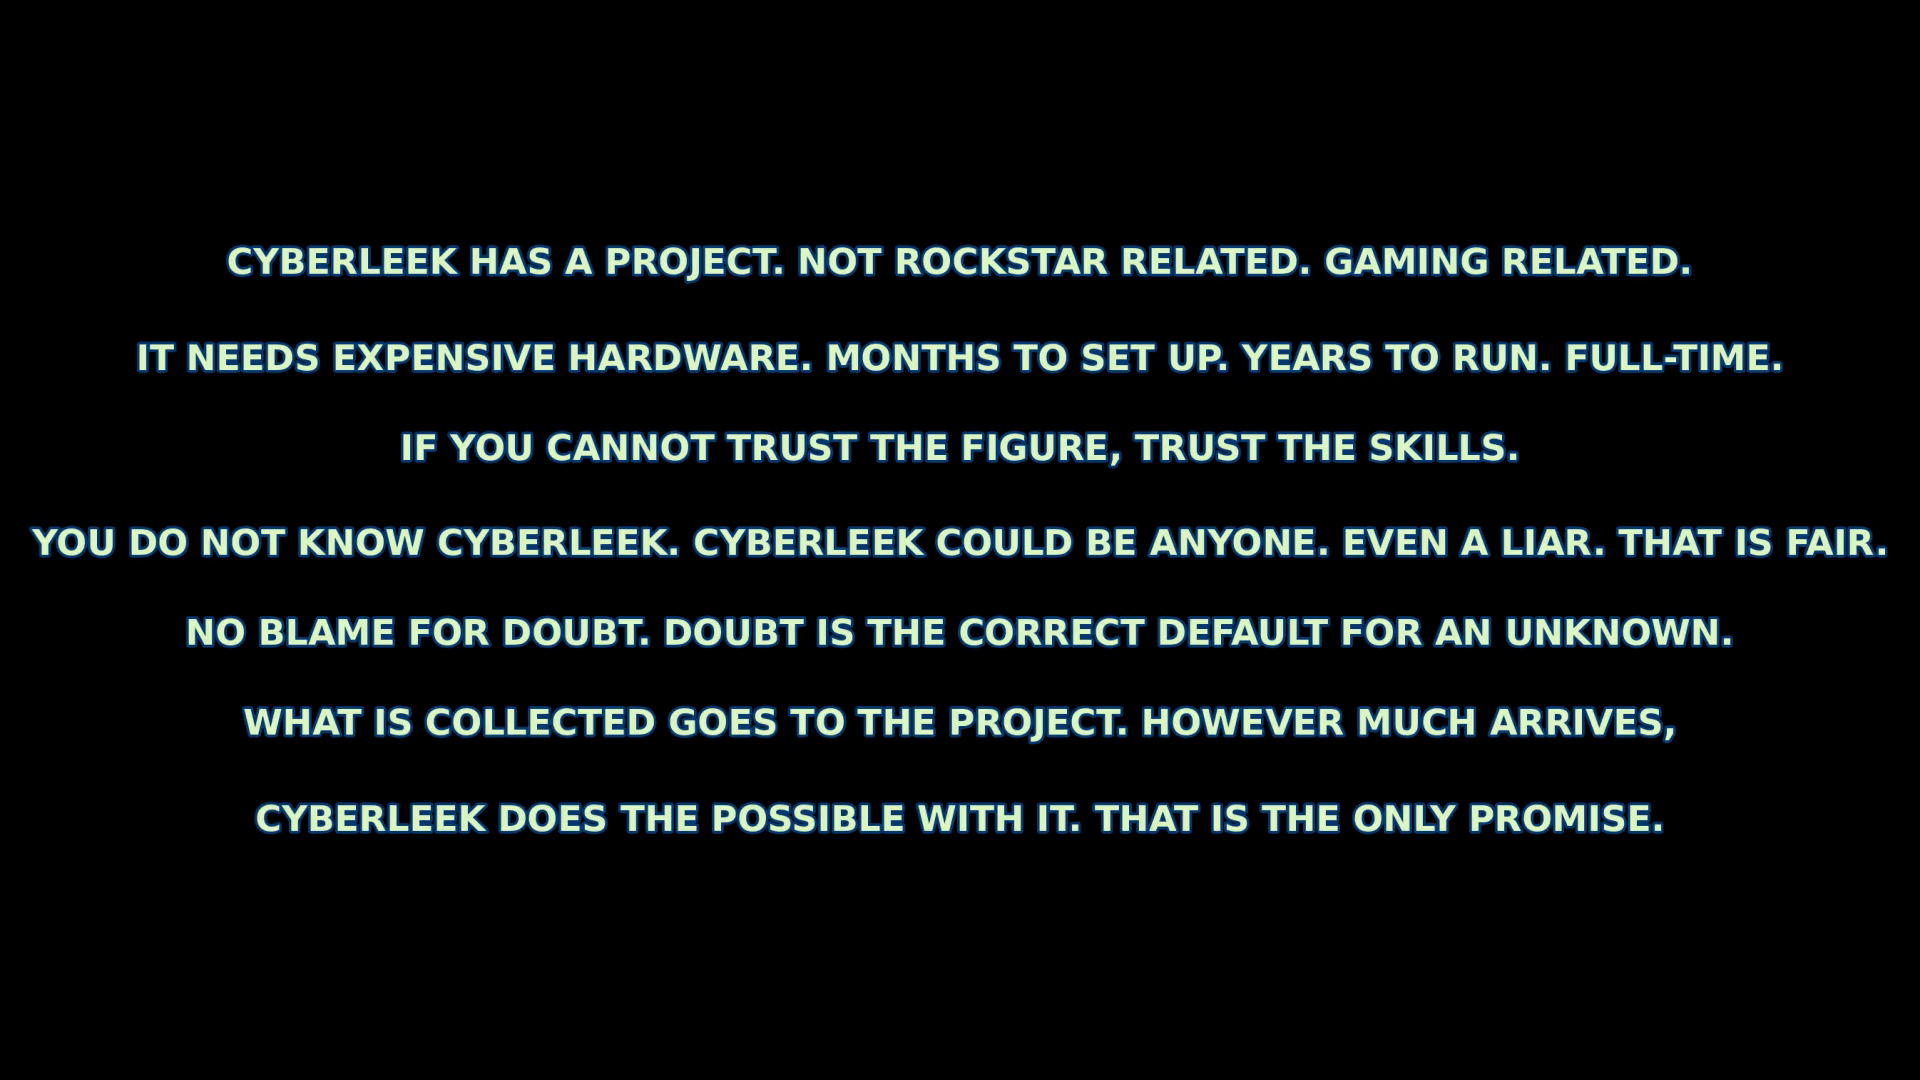 CYBERLEEK HAS A PROJECT. NOT ROCKSTAR RELATED. GAMING RELATED.
IT NEEDS EXPENSIVE HARDWARE. MONTHS TO SET UP. YEARS TO RUN. FULL-TIME.
IF YOU CANNOT TRUST THE FIGURE, TRUST THE SKILLS.
YOU DO NOT KNOW CYBERLEEK. CYBERLEEK COULD BE ANYONE. EVEN A LIAR. THAT IS FAIR.
NO BLAME FOR DOUBT. DOUBT IS THE CORRECT DEFAULT FOR AN UNKNOWN.
WHAT IS COLLECTED GOES TO THE PROJECT. HOWEVER MUCH ARRIVES,
CYBERLEEK DOES THE POSSIBLE WITH IT. THAT IS THE ONLY PROMISE.